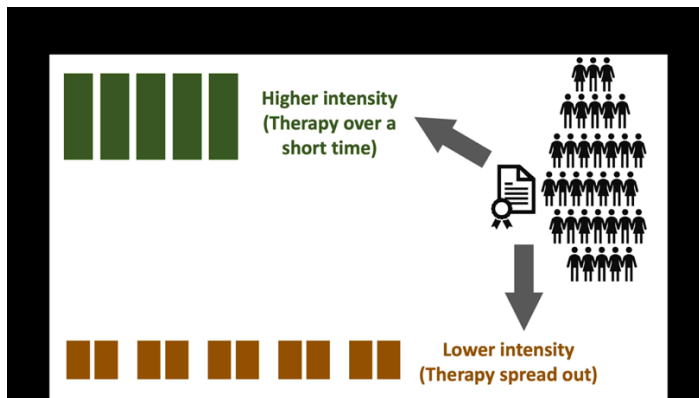 Higher intensity
(Therapy over a
short time)
Lower intensity
(Therapy spread out)